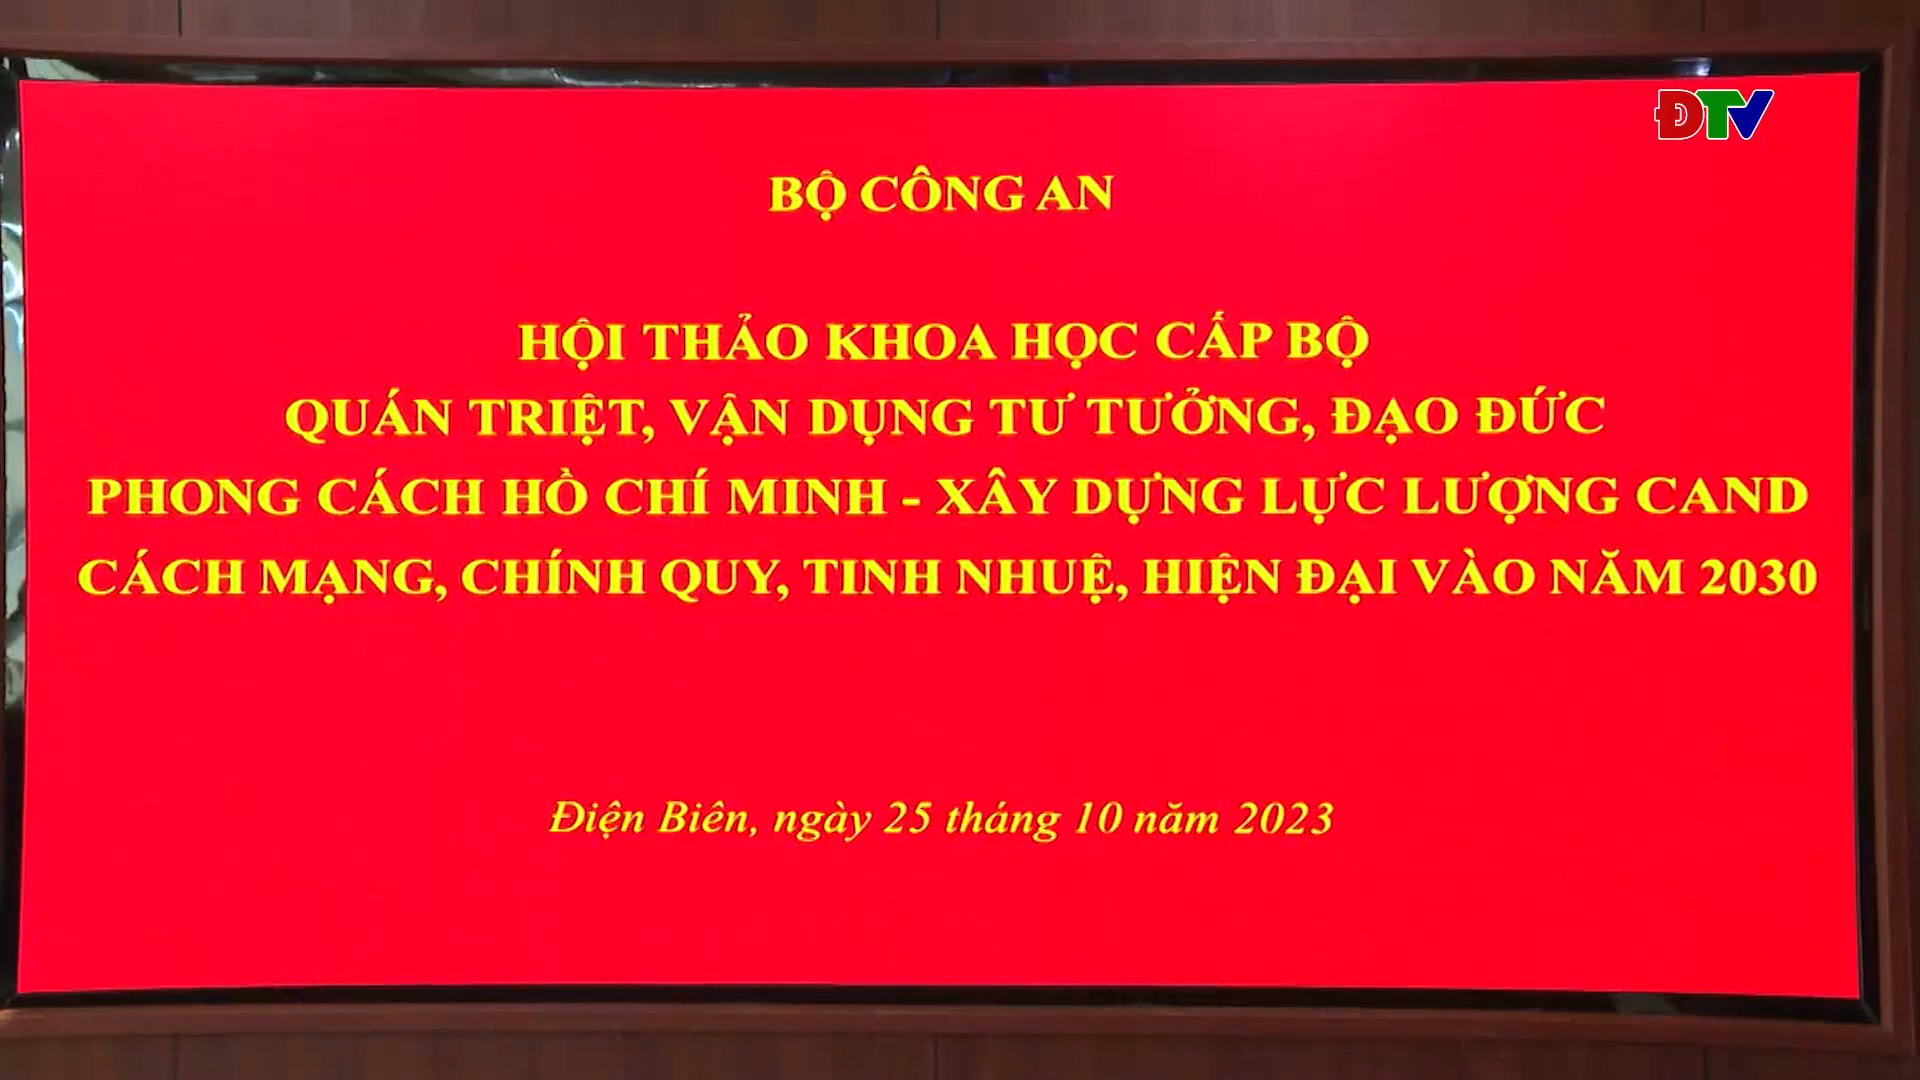 ĐTV
BỘ CÔNG AN
HỘI THẢO KHOA HỌC CẤP BỘ
QUÁN TRIỆT, VẬN DỤNG TƯ TƯỞNG, ĐẠO ĐỨC
PHONG CÁCH HỒ CHÍ MINH - XÂY DỰNG LỰC LƯỢNG CAND
CÁCH MẠNG, CHÍNH QUY, TINH NHUỆ, HIỆN ĐẠI VÀO NĂM 2030
Điện Biên, ngày 25 tháng 10 năm 2023